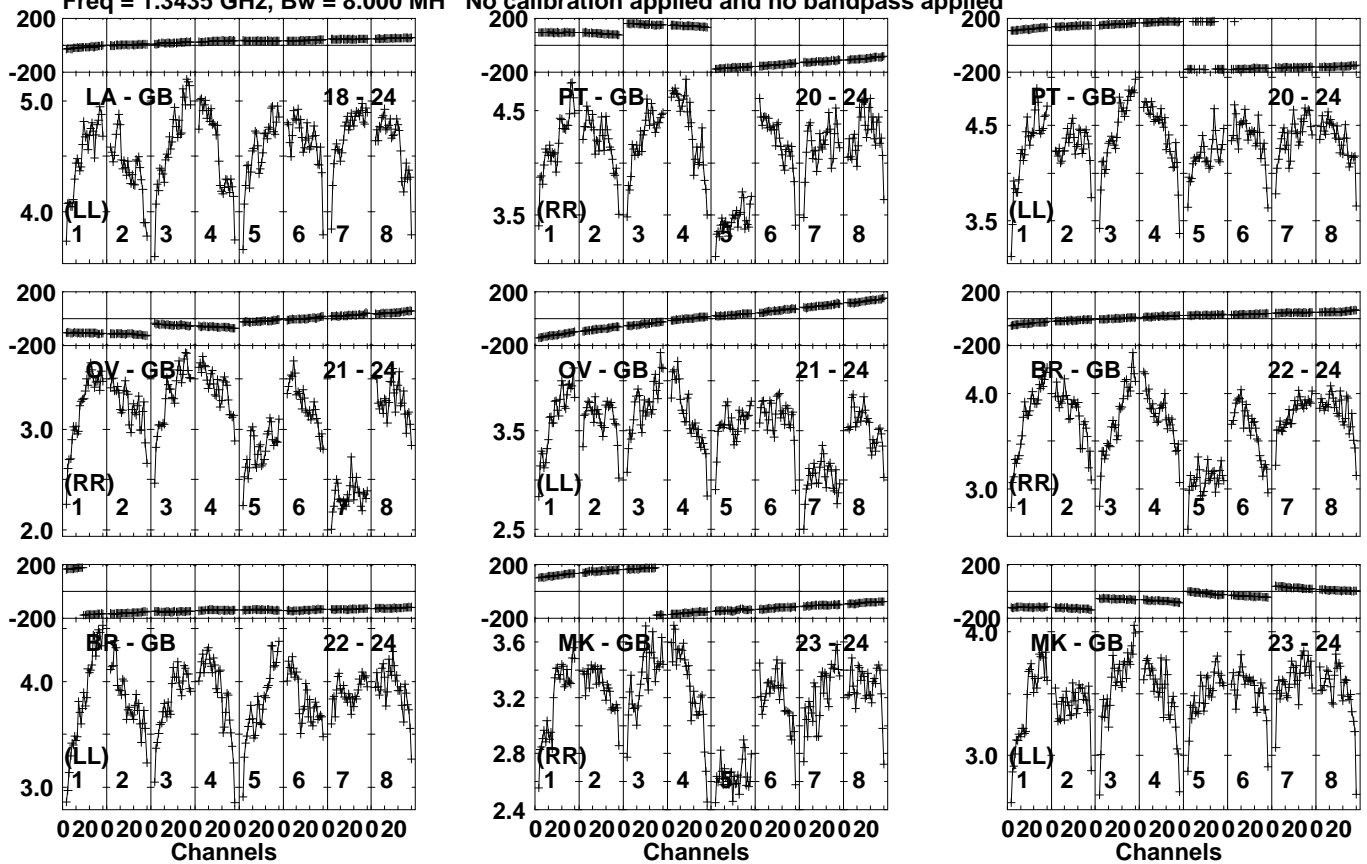 Freq = 1.3435 GHz, Bw = 8.000 MH No calibration applied and no bandpass applied
200
-200
5.0
4.0
LA - GB 18 - 24
(LL)
1 2 3 4 5 6 7 8
4.5
3.5
PT - GB 20 - 24
(RR)
1 2 3 4 5 6 7 8
200
-200
4.5
3.5
PT - GB 20 - 24
(LL)
1 2 3 4 5 6 7 8
200
-200
3.0
2.0
OV - GB 21 - 24
(RR)
1 2 3 4 5 6 7 8
3.5
2.5
OV - GB 21 - 24
(LL)
1 2 3 4 5 6 7 8
200
-200
4.0
3.0
BR - GB 22 - 24
(RR)
1 2 3 4 5 6 7 8
200
-200
4.0
3.0
BR - GB 22 - 24
(LL)
1 2 3 4 5 6 7 8
0 20 0 20 0 20 0 20 0 20 0 20 0 20 0 20
Channels
200
-200
3.6
3.2
2.8
2.4
MK - GB 23 - 24
(RR)
1 2 3 4 5 6 7 8
0 20 0 20 0 20 0 20 0 20 0 20 0 20 0 20
Channels
200
-200
4.0
3.0
MK - GB 23 - 24
(LL)
1 2 3 4 5 6 7 8
0 20 0 20 0 20 0 20 0 20 0 20 0 20 0 20
Channels